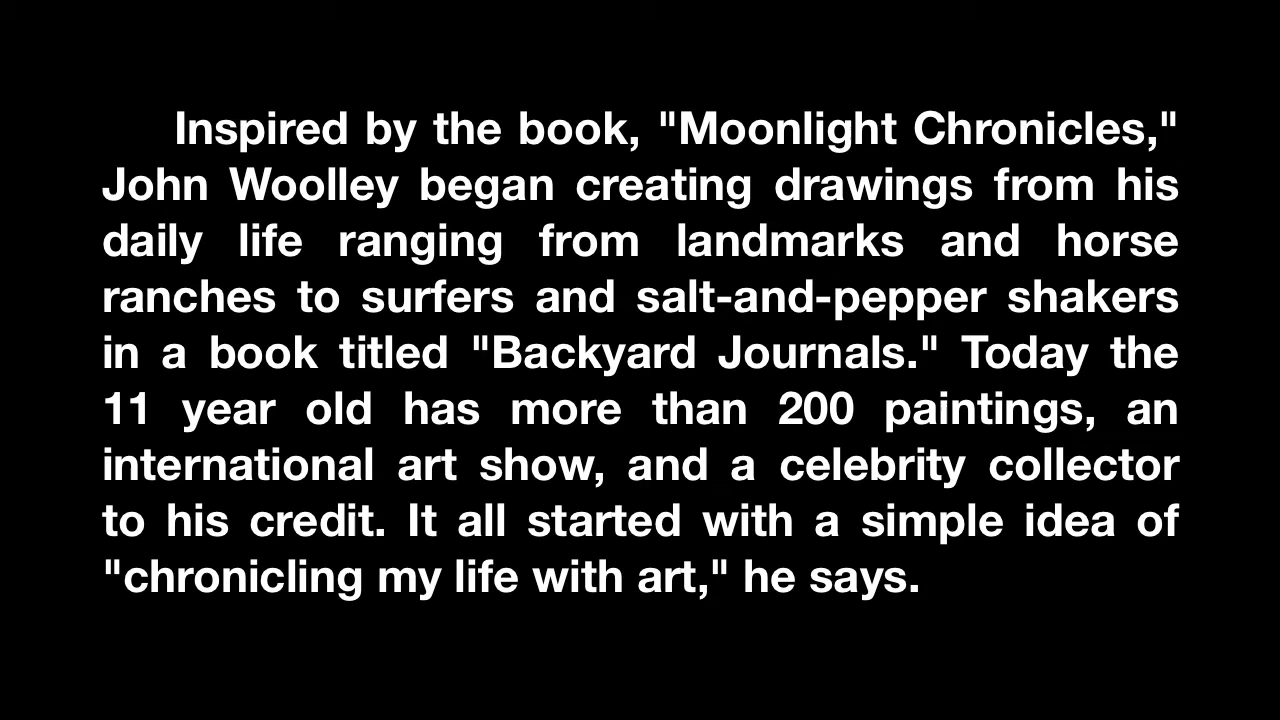 Inspired by the book, "Moonlight Chronicles,"
John Woolley began creating drawings from his
daily life ranging from landmarks and horse
ranches to surfers and salt-and-pepper shakers
in a book titled "Backyard Journals." Today the
11 year old has more than 200 paintings, an
international art show, and a celebrity collector
to his credit. It all started with a simple idea of
"chronicling my life with art," he says.